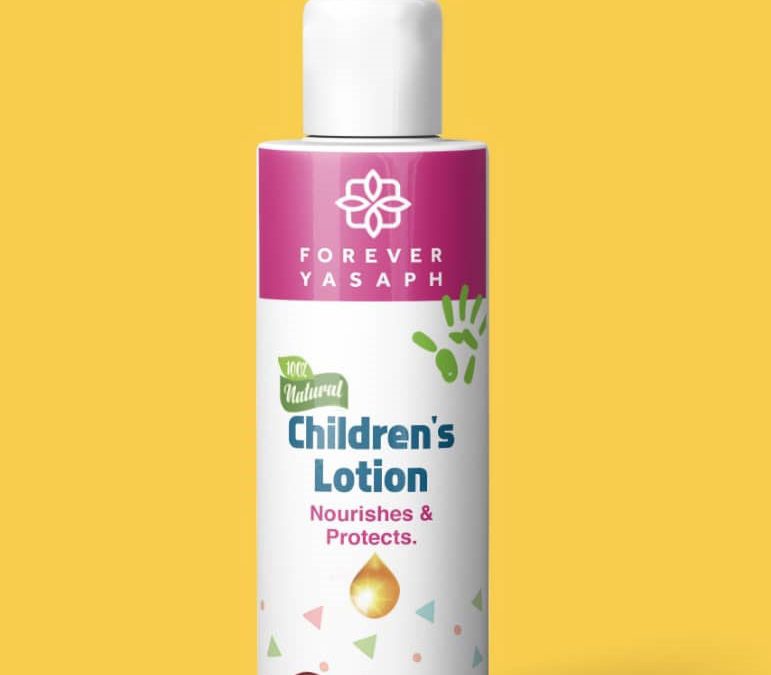 FOREVER
YASAPH
100%
Natural
Children's
Lotion
Nourishes &
Protects.